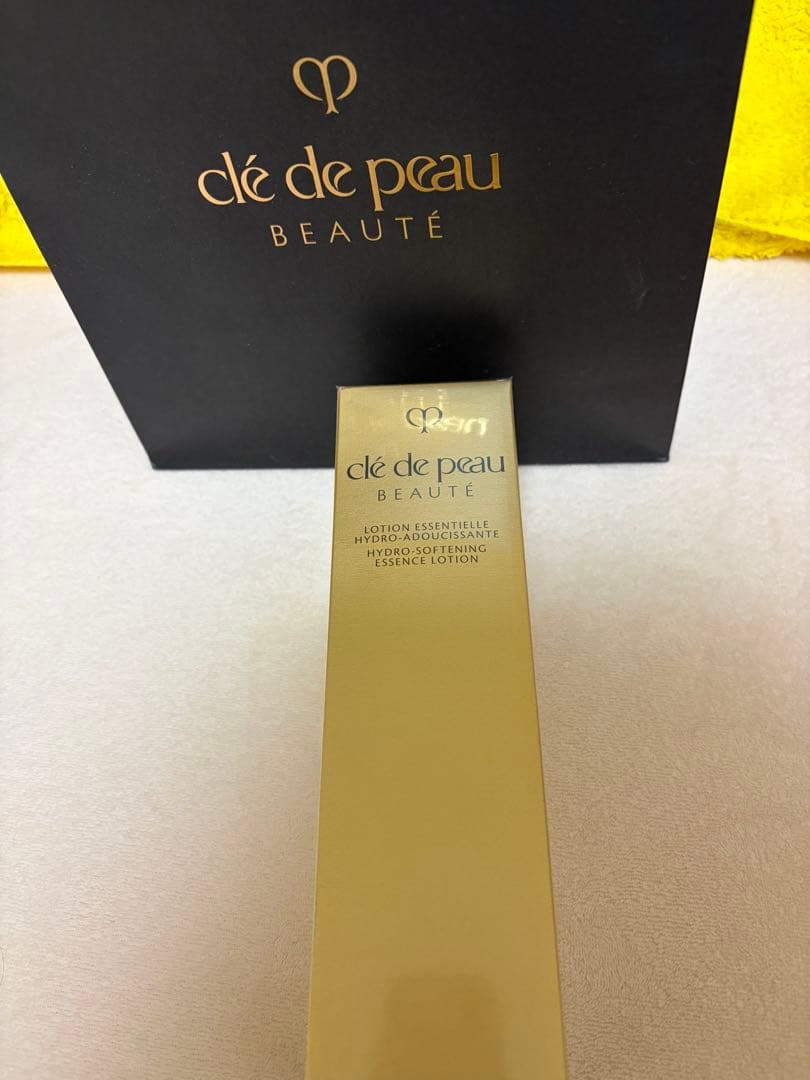 clé de peau
BEAUTÉ
clé de peau
BEAUTÉ
LOTION ESSENTIELLE
HYDRO-ADOUCISSANTE
HYDRO-SOFTENING
ESSENCE LOTION